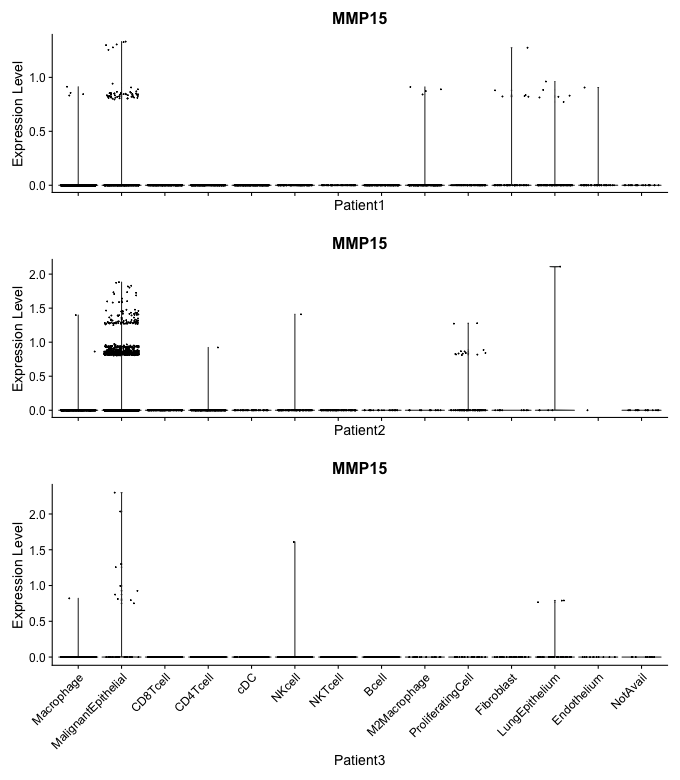 MMP15
1.0
0.5
0.0
Expression Level
Patient1
MMP15
2.0
1.5
1.0
0.5
0.0
Expression Level
Patient2
MMP15
2.0
1.5
1.0
0.5
0.0
Expression Level
Macrophage
MalignantEpithelial
CD8Tcell
CD4Tcell
cDC
NKcell
NKTcell
Bcell
M2Macrophage
ProliferatingCell
Fibroblast
LungEpithelium
Endothelium
NotAvail
Patient3